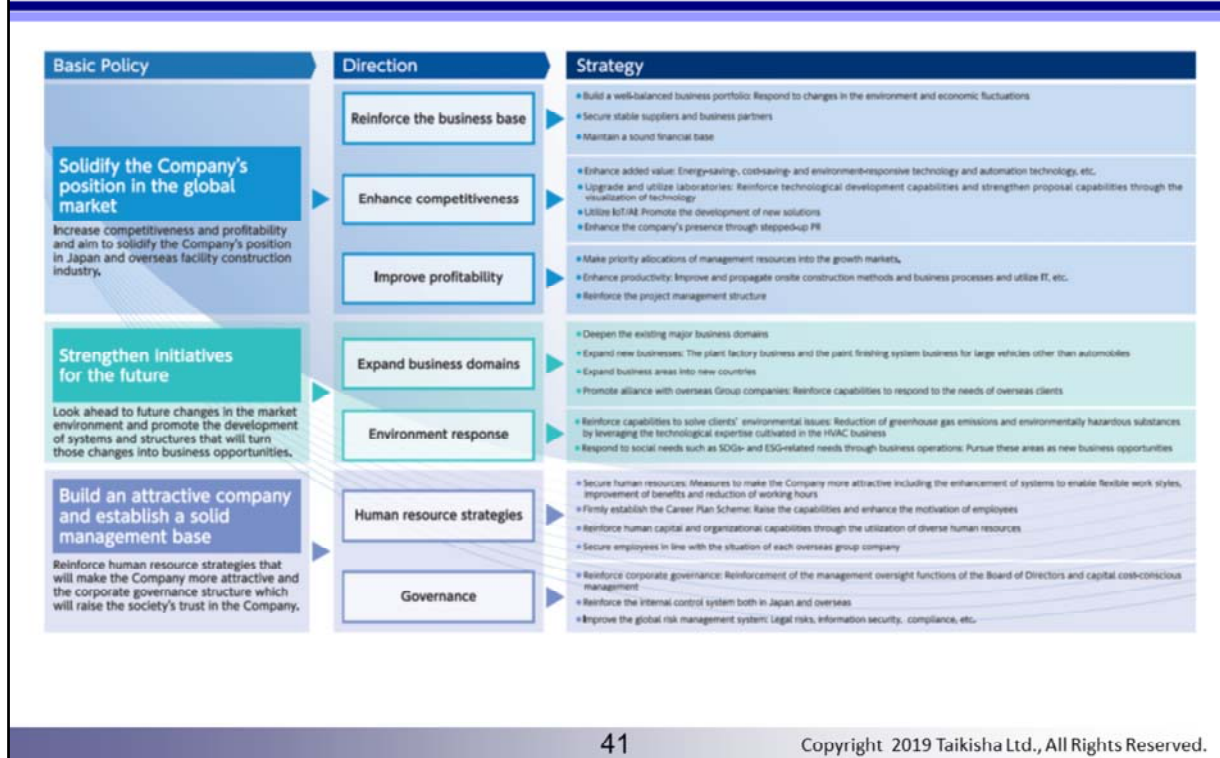 Basic Policy
Direction
Strategy
Solidify the Company's
position in the global
market
Increase competitiveness and profitability
and aim to solidify the Company's position
in Japan and overseas facility construction
industry.
Reinforce the business base
• Build a well-balanced business portfolio: Respond to changes in the environment and economic fluctuations
• Secure stable suppliers and business partners
• Maintain a sound financial base
Enhance competitiveness
• Enhance added value: Energy-saving-, cost-saving- and environment-responsive technology and automation technology, etc.
• Upgrade and utilize laboratories: Reinforce technological development capabilities and strengthen proposal capabilities through the
visualization of technology
• Utilize IoT/AI: Promote the development of new solutions
• Enhance the company's presence through stepped-up PR
Improve profitability
• Make priority allocations of management resources into the growth markets.
• Enhance productivity: Improve and propagate onsite construction methods and business processes and utilize IT, etc.
• Reinforce the project management structure
Strengthen initiatives
for the future
Look ahead to future changes in the market
environment and promote the development
of systems and structures that will turn
those changes into business opportunities.
Expand business domains
• Deepen the existing major business domains
• Expand new businesses: The plant factory business and the paint finishing system business for large vehicles other than automobiles
• Expand business areas into new countries
• Promote alliance with overseas Group companies: Reinforce capabilities to respond to the needs of overseas clients
Environment response
• Reinforce capabilities to solve clients' environmental issues: Reduction of greenhouse gas emissions and environmentally hazardous substances
by leveraging the technological expertise cultivated in the HVAC business
• Respond to social needs such as SDGs- and ESG-related needs through business operations: Pursue these areas as new business opportunities
Build an attractive company
and establish a solid
management base
Reinforce human resource strategies that
will make the Company more attractive and
the corporate governance structure which
will raise the society's trust in the Company.
Human resource strategies
• Secure human resources: Measures to make the Company more attractive including the enhancement of systems to enable flexible work styles,
improvement of benefits and reduction of working hours
• Firmly establish the Career Plan Scheme: Raise the capabilities and enhance the motivation of employees
• Reinforce human capital and organizational capabilities through the utilization of diverse human resources
• Secure employees in line with the situation of each overseas group company
Governance
• Reinforce corporate governance: Reinforcement of the management oversight functions of the Board of Directors and capital cost-conscious
management
• Reinforce the internal control system both in Japan and overseas
• Improve the global risk management system: Legal risks, information security, compliance, etc.
41
Copyright 2019 Taikisha Ltd., All Rights Reserved.